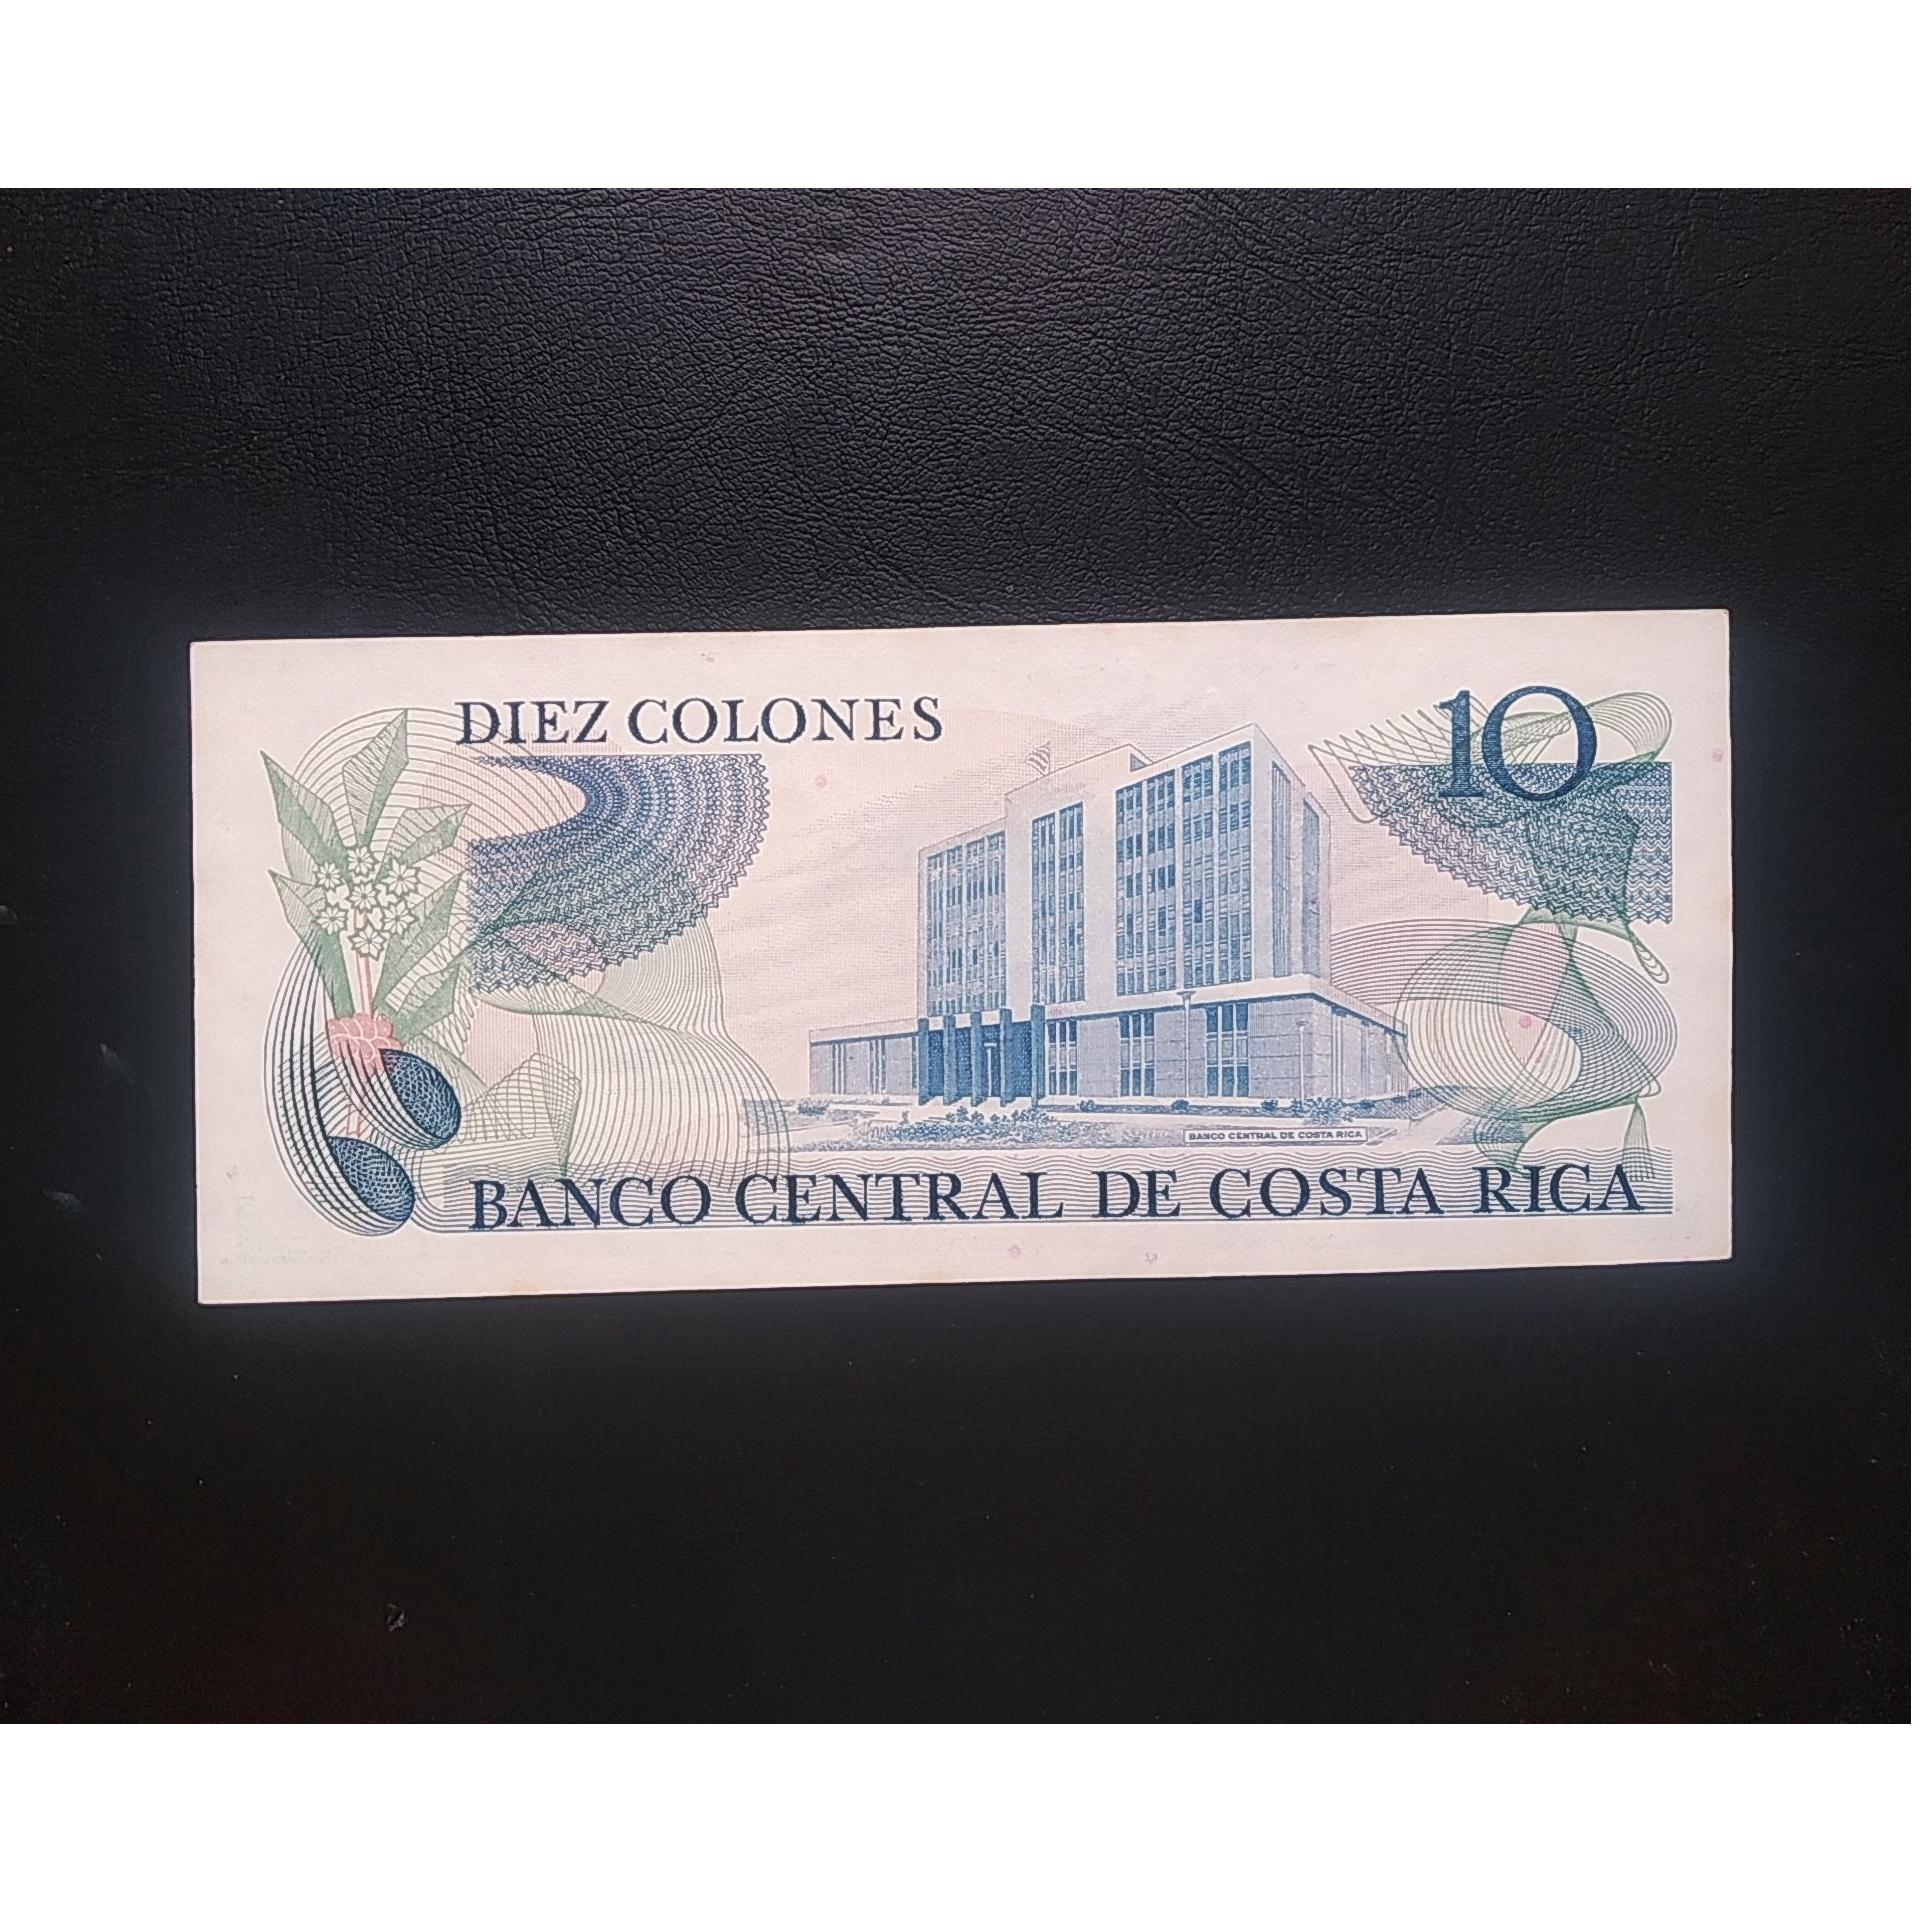 DIEZ COLONES
10
BANCO CENTRAL DE COSTA RICA
BANCO CENTRAL DE COSTA RICA